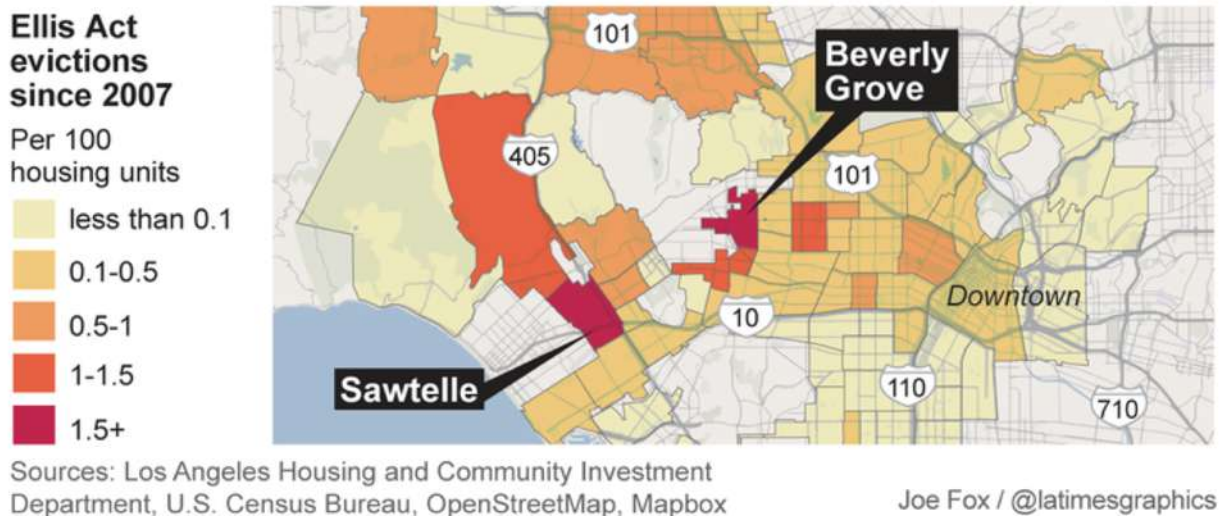 Ellis Act
evictions
since 2007
Per 100
housing units
less than 0.1
0.1-0.5
0.5-1
1-1.5
1.5+
101
Beverly
Grove
405
101
Downtown
10
Sawtelle
110
710
Sources: Los Angeles Housing and Community Investment
Department, U.S. Census Bureau, OpenStreetMap, Mapbox
Joe Fox / @latimesgraphics